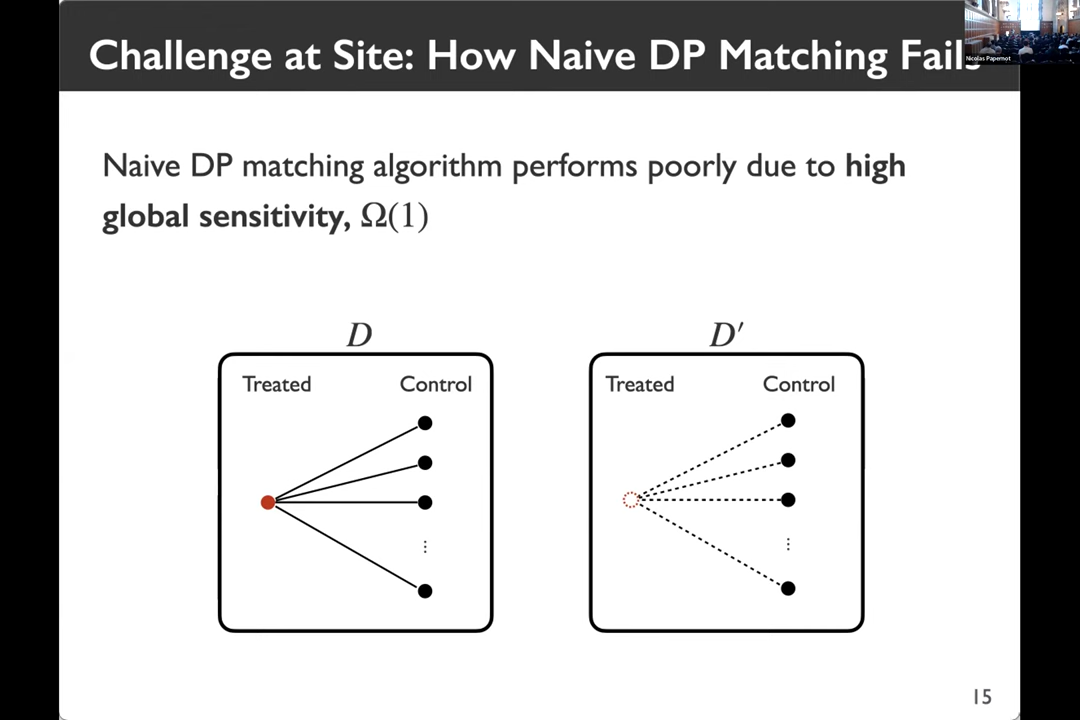 Challenge at Site: How Naive DP Matching Fails
Nicolas Papernot
Naive DP matching algorithm performs poorly due to high
global sensitivity, Ω(1)
D
D′
Treated
Control
Treated
Control
⋮
⋮
15